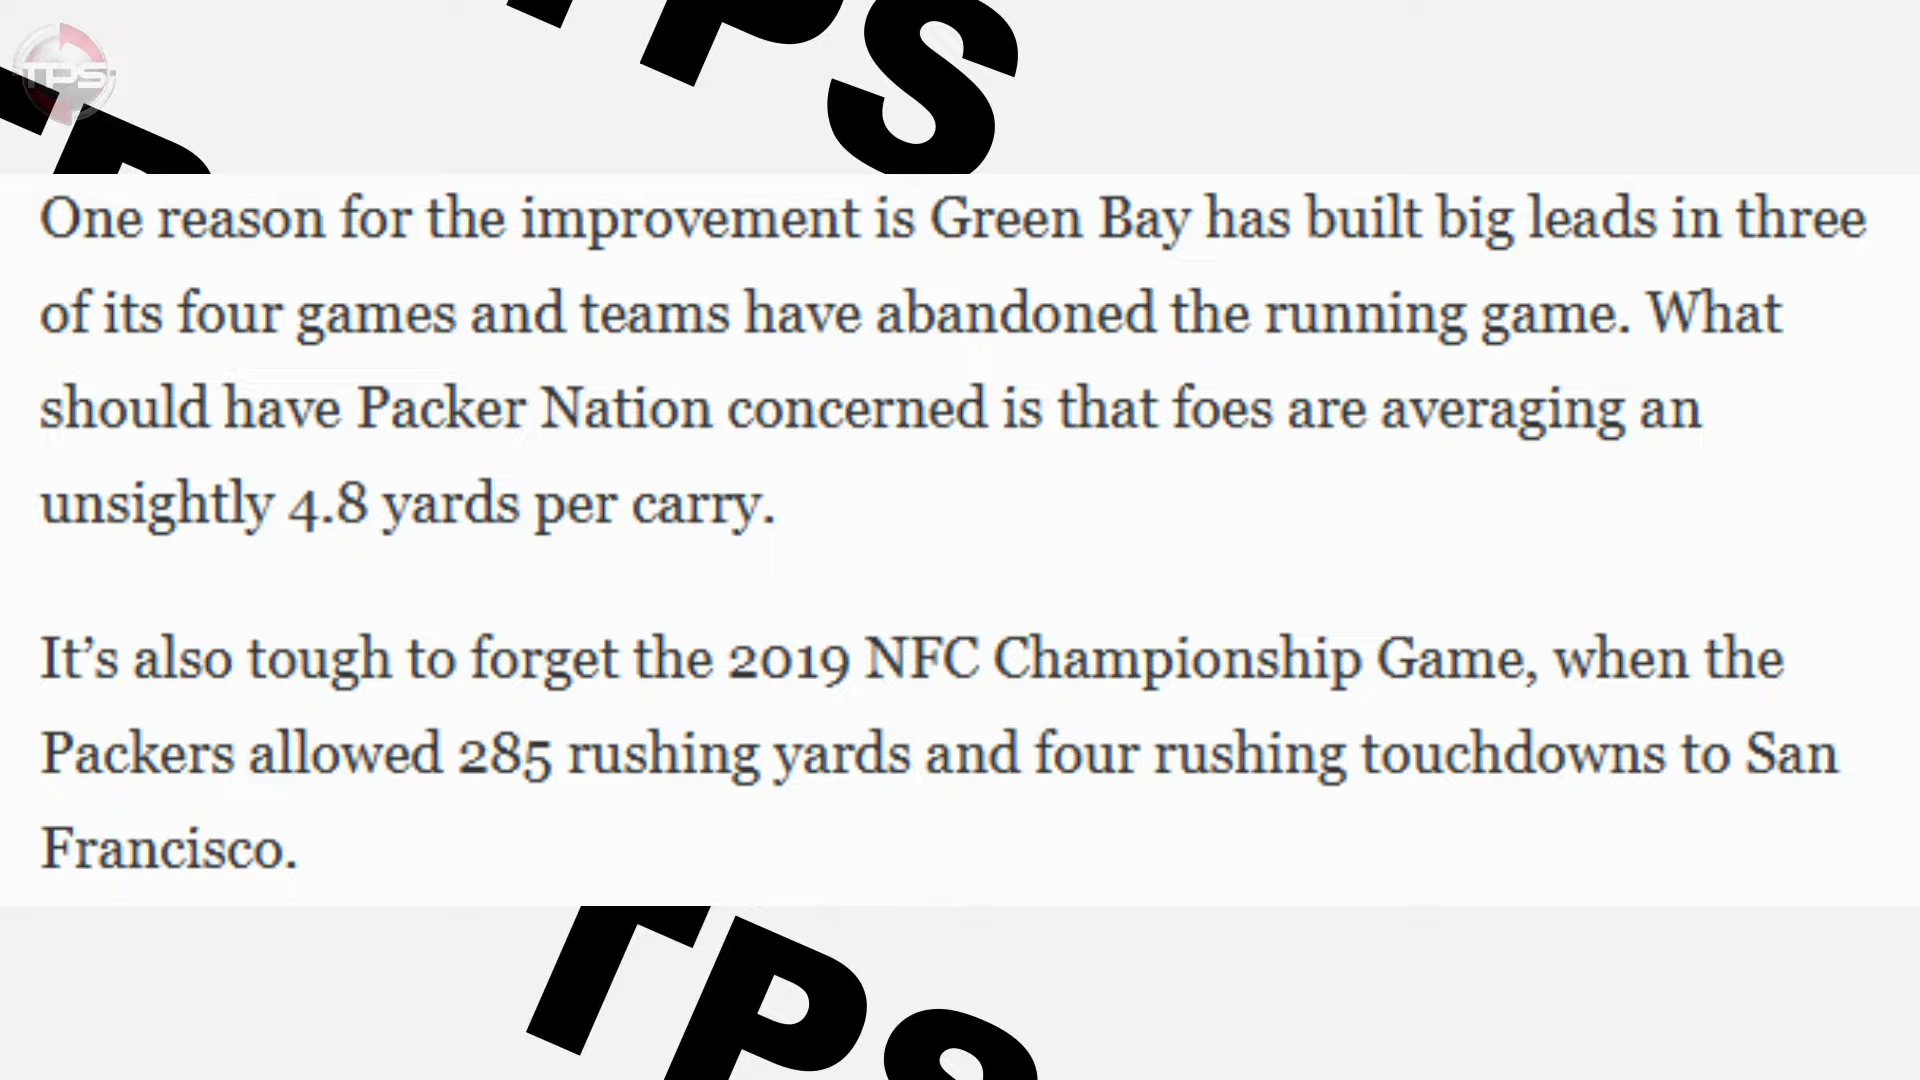 TPS
TPS
One reason for the improvement is Green Bay has built big leads in three
of its four games and teams have abandoned the running game. What
should have Packer Nation concerned is that foes are averaging an
unsightly 4.8 yards per carry.
It’s also tough to forget the 2019 NFC Championship Game, when the
Packers allowed 285 rushing yards and four rushing touchdowns to San
Francisco.
TPS